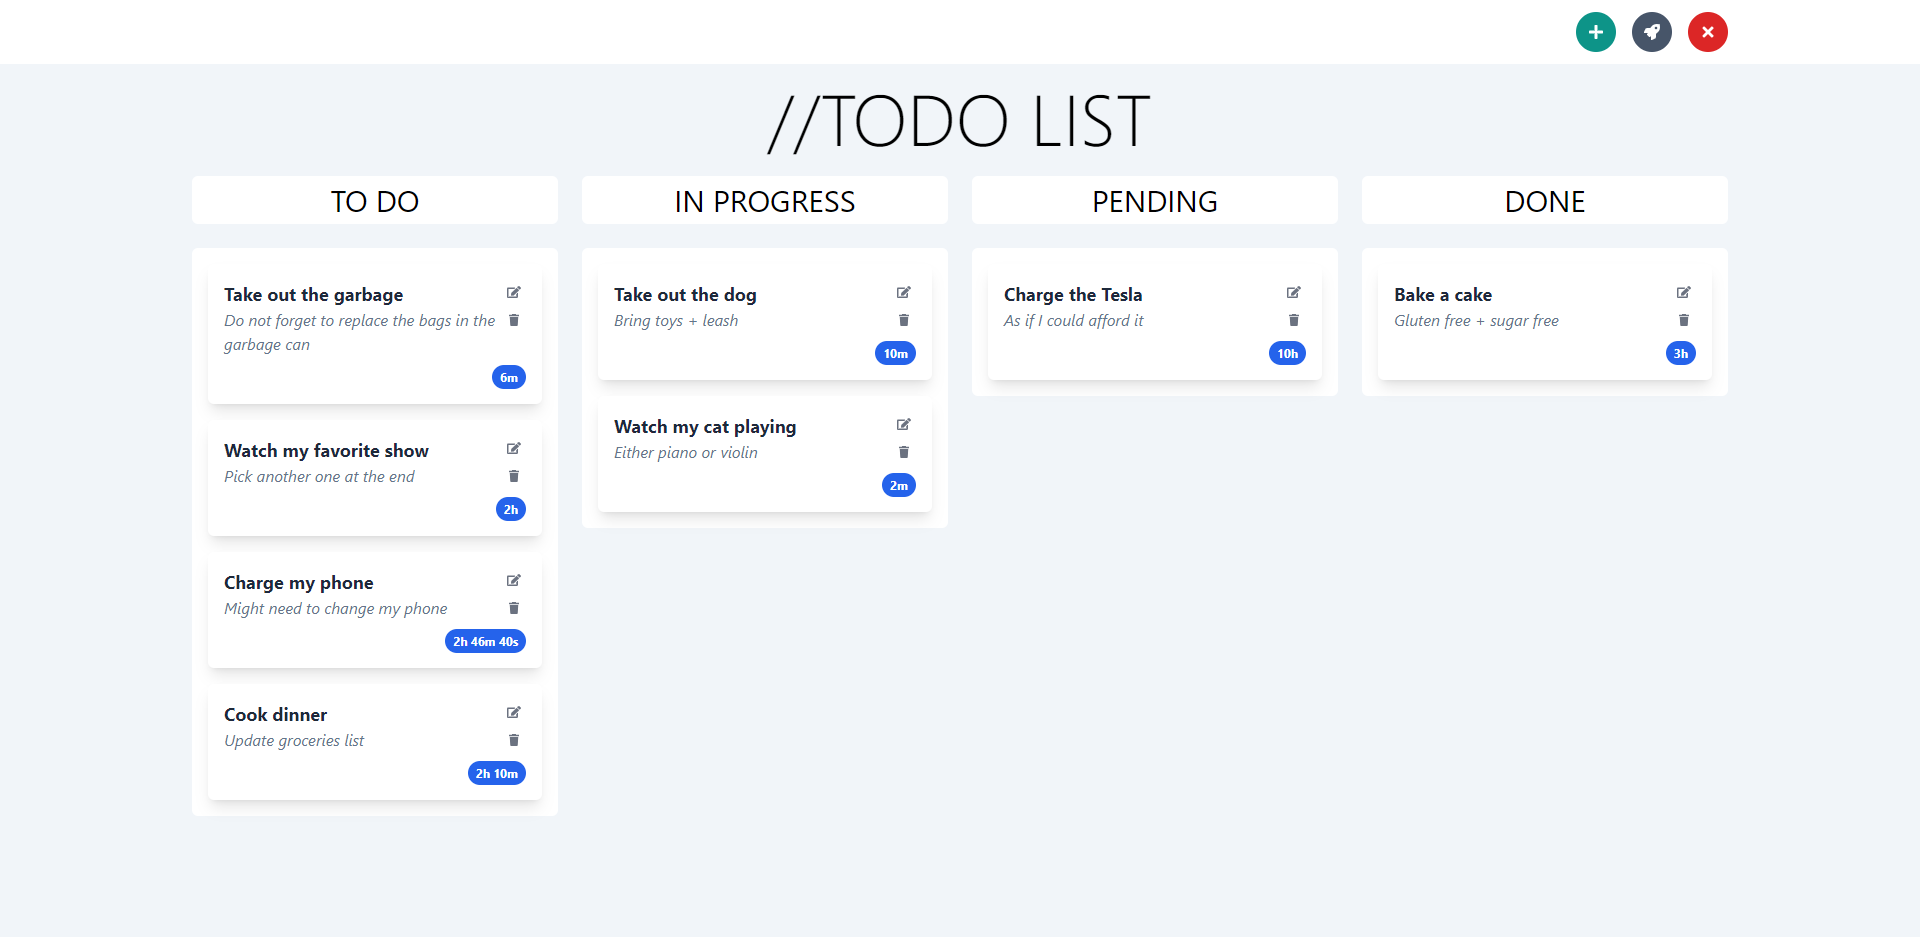 //TODO LIST
TO DO
Take out the garbage
Do not forget to replace the bags in the
garbage can
6m
Watch my favorite show
Pick another one at the end
2h
Charge my phone
Might need to change my phone
2h 46m 40s
Cook dinner
Update groceries list
2h 10m
IN PROGRESS
Take out the dog
Bring toys + leash
10m
Watch my cat playing
Either piano or violin
2m
PENDING
Charge the Tesla
As if I could afford it
10h
DONE
Bake a cake
Gluten free + sugar free
3h